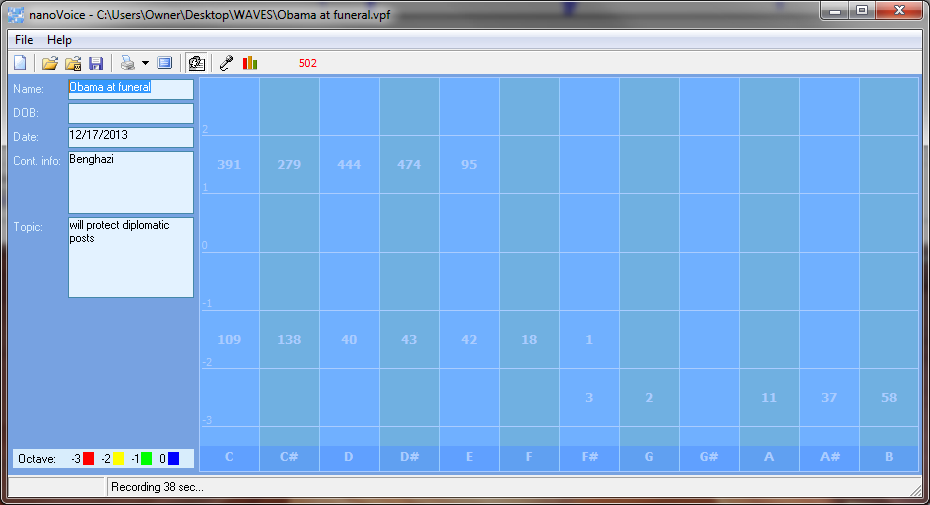 nanoVoice - C:\Users\Owner\Desktop\WAVES\Obama at funeral.vpf
File Help
502
Name: Obama at funeral
DOB:
Date: 12/17/2013
Cont. info: Benghazi
Topic: will protect diplomatic
posts
2
391 279 444 474 95
1
0
-1
109 138 40 43 42 18 1
-2
3 2 11 37 58
-3
C C# D D# E F F# G G# A A# B
Octave: -3 -2 -1 0
Recording 38 sec...